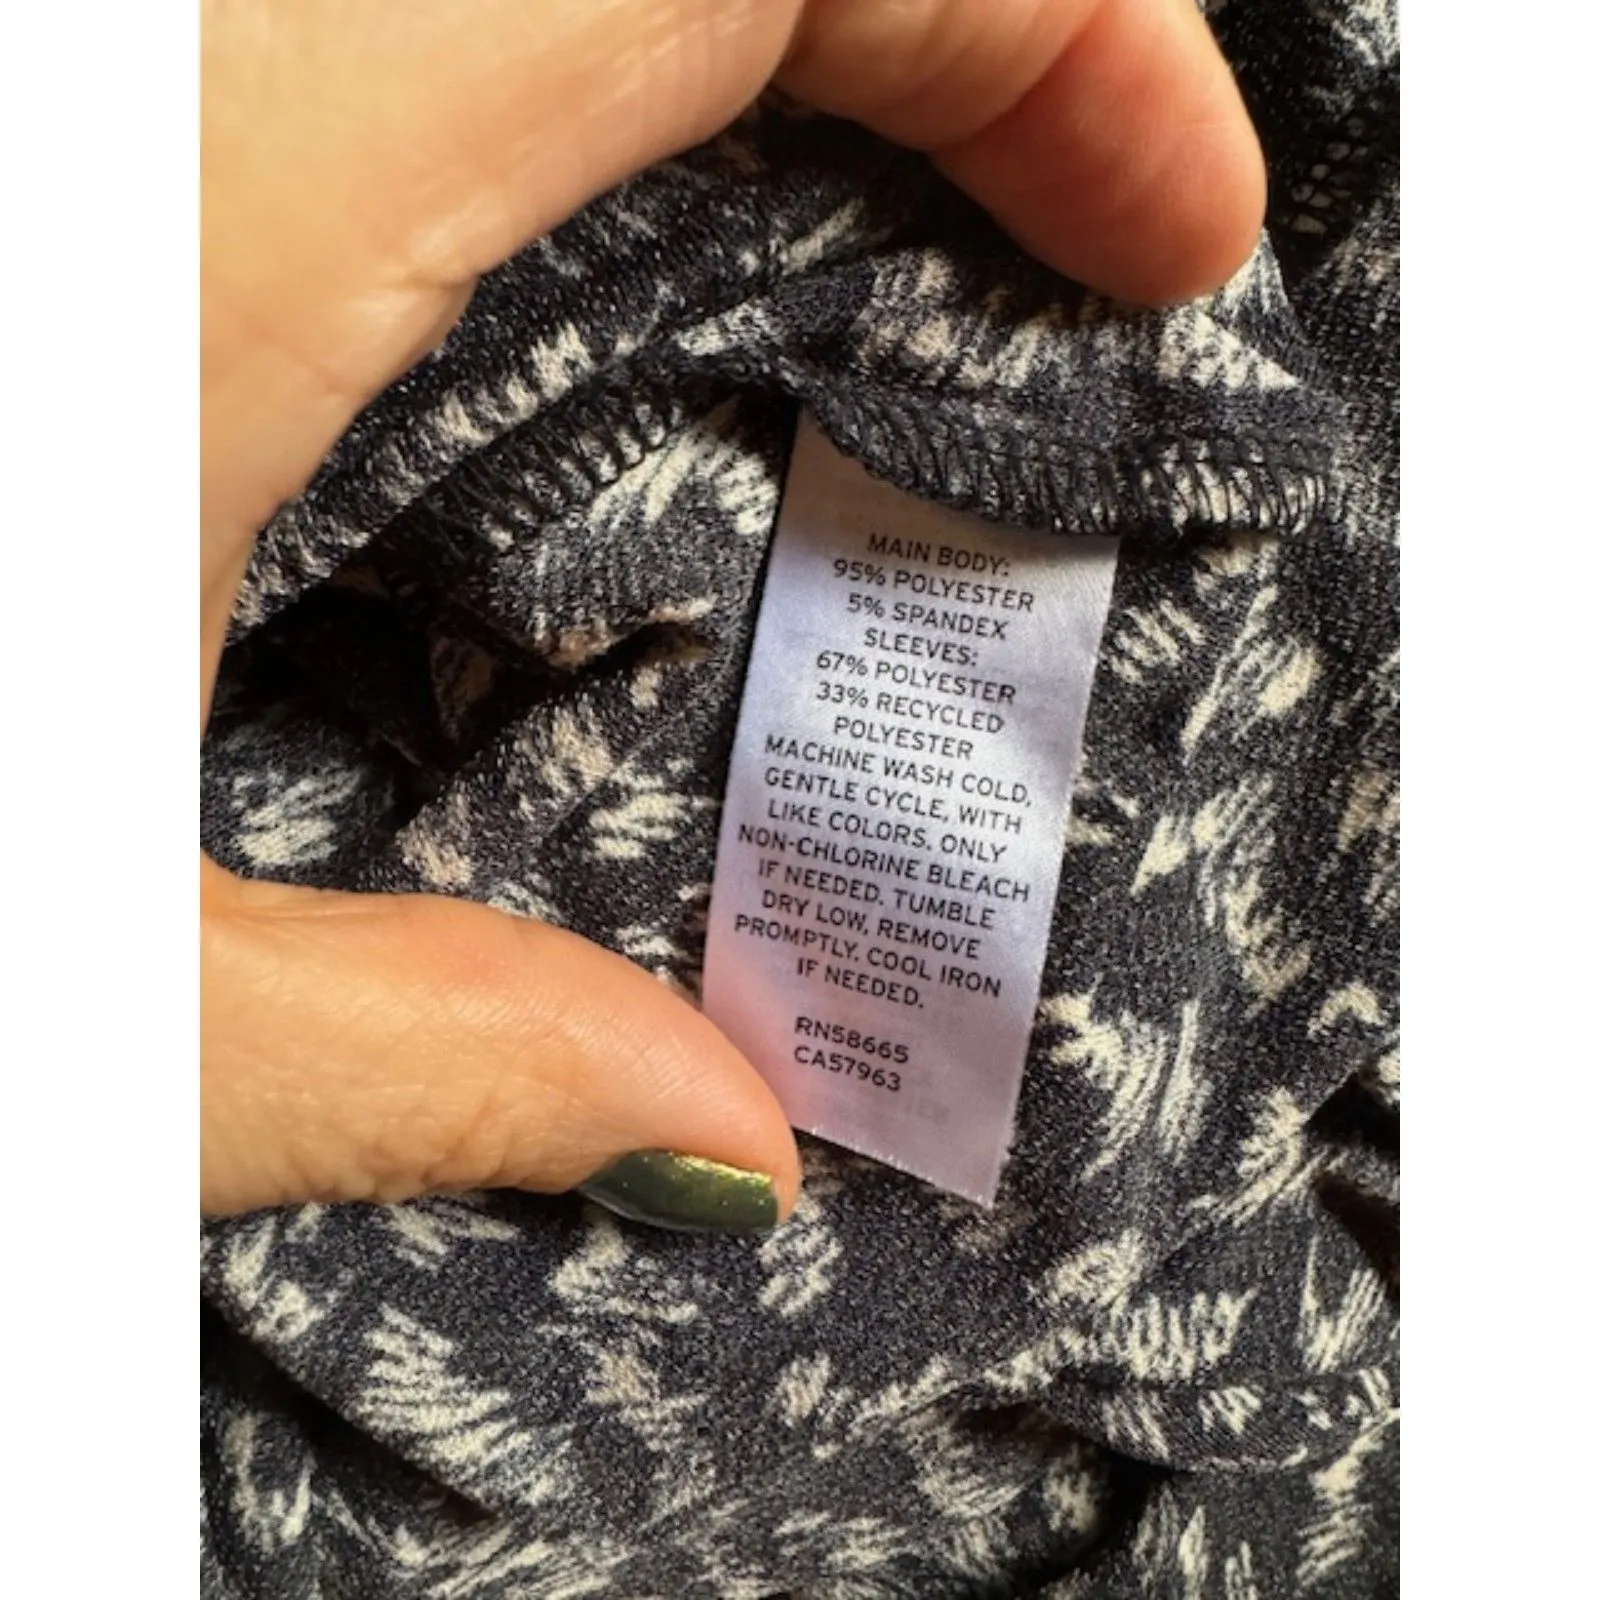 MAIN BODY:
95% POLYESTER
5% SPANDEX
SLEEVES:
67% POLYESTER
33% RECYCLED
POLYESTER
MACHINE WASH COLD,
GENTLE CYCLE, WITH
LIKE COLORS. ONLY
NON-CHLORINE BLEACH
IF NEEDED. TUMBLE
DRY LOW, REMOVE
PROMPTLY. COOL IRON
IF NEEDED.
RN58665
CA57963